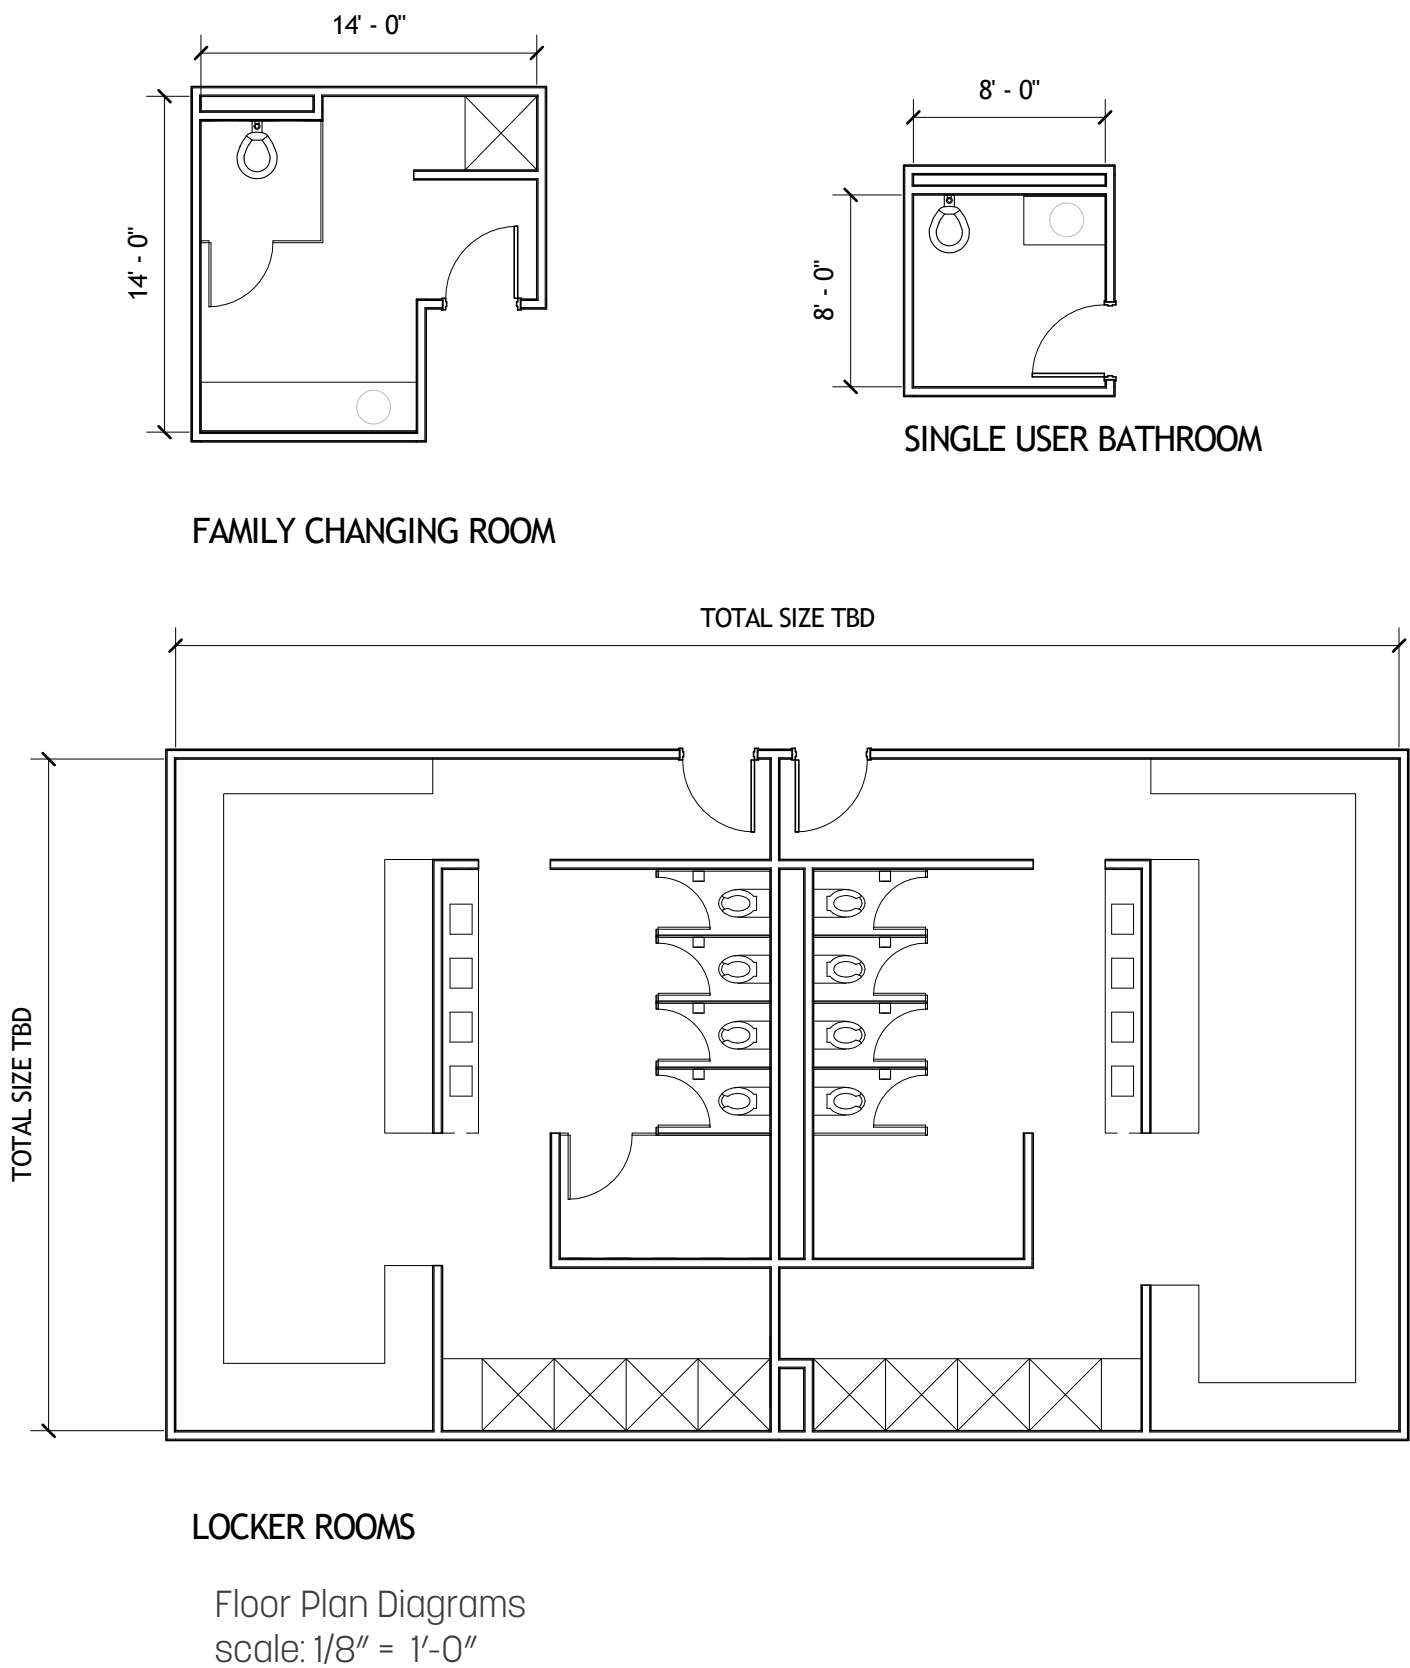 14' - 0"
8' - 0"
14' - 0"
8' - 0"
SINGLE USER BATHROOM
FAMILY CHANGING ROOM
TOTAL SIZE TBD
TOTAL SIZE TBD
LOCKER ROOMS
Floor Plan Diagrams
scale: 1/8" = 1'-0"